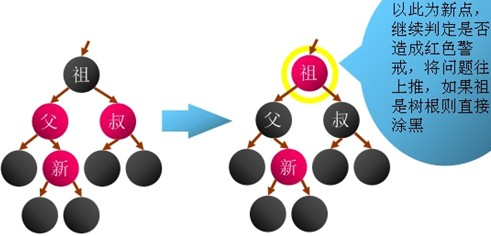 祖
父
叔
新
祖
父
叔
新
以此为新点，
继续判定是否
造成红色警
戒，将问题往
上推，如果祖
是树根则直接
涂黑